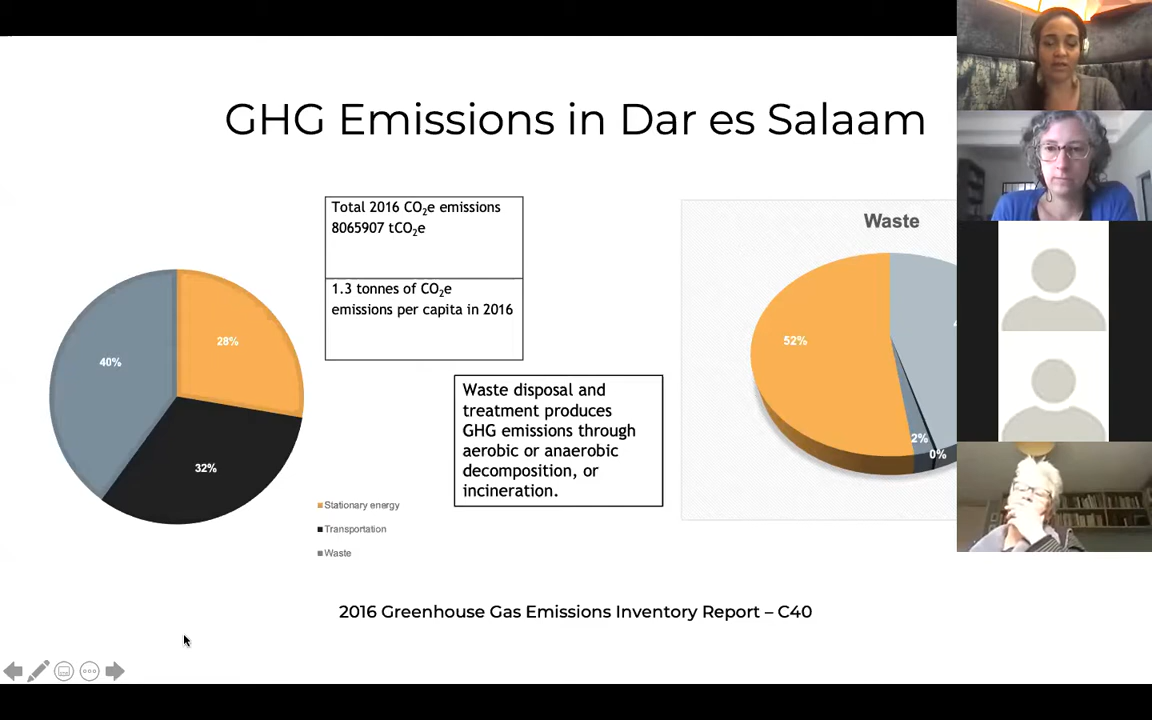 GHG Emissions in Dar es Salaam
Total 2016 CO₂e emissions
8065907 tCO₂e
1.3 tonnes of CO₂e
emissions per capita in 2016
Waste
40%
28%
32%
Waste disposal and
treatment produces
GHG emissions through
aerobic or anaerobic
decomposition, or
incineration.
52%
2%
0%
Stationary energy
Transportation
Waste
2016 Greenhouse Gas Emissions Inventory Report – C40